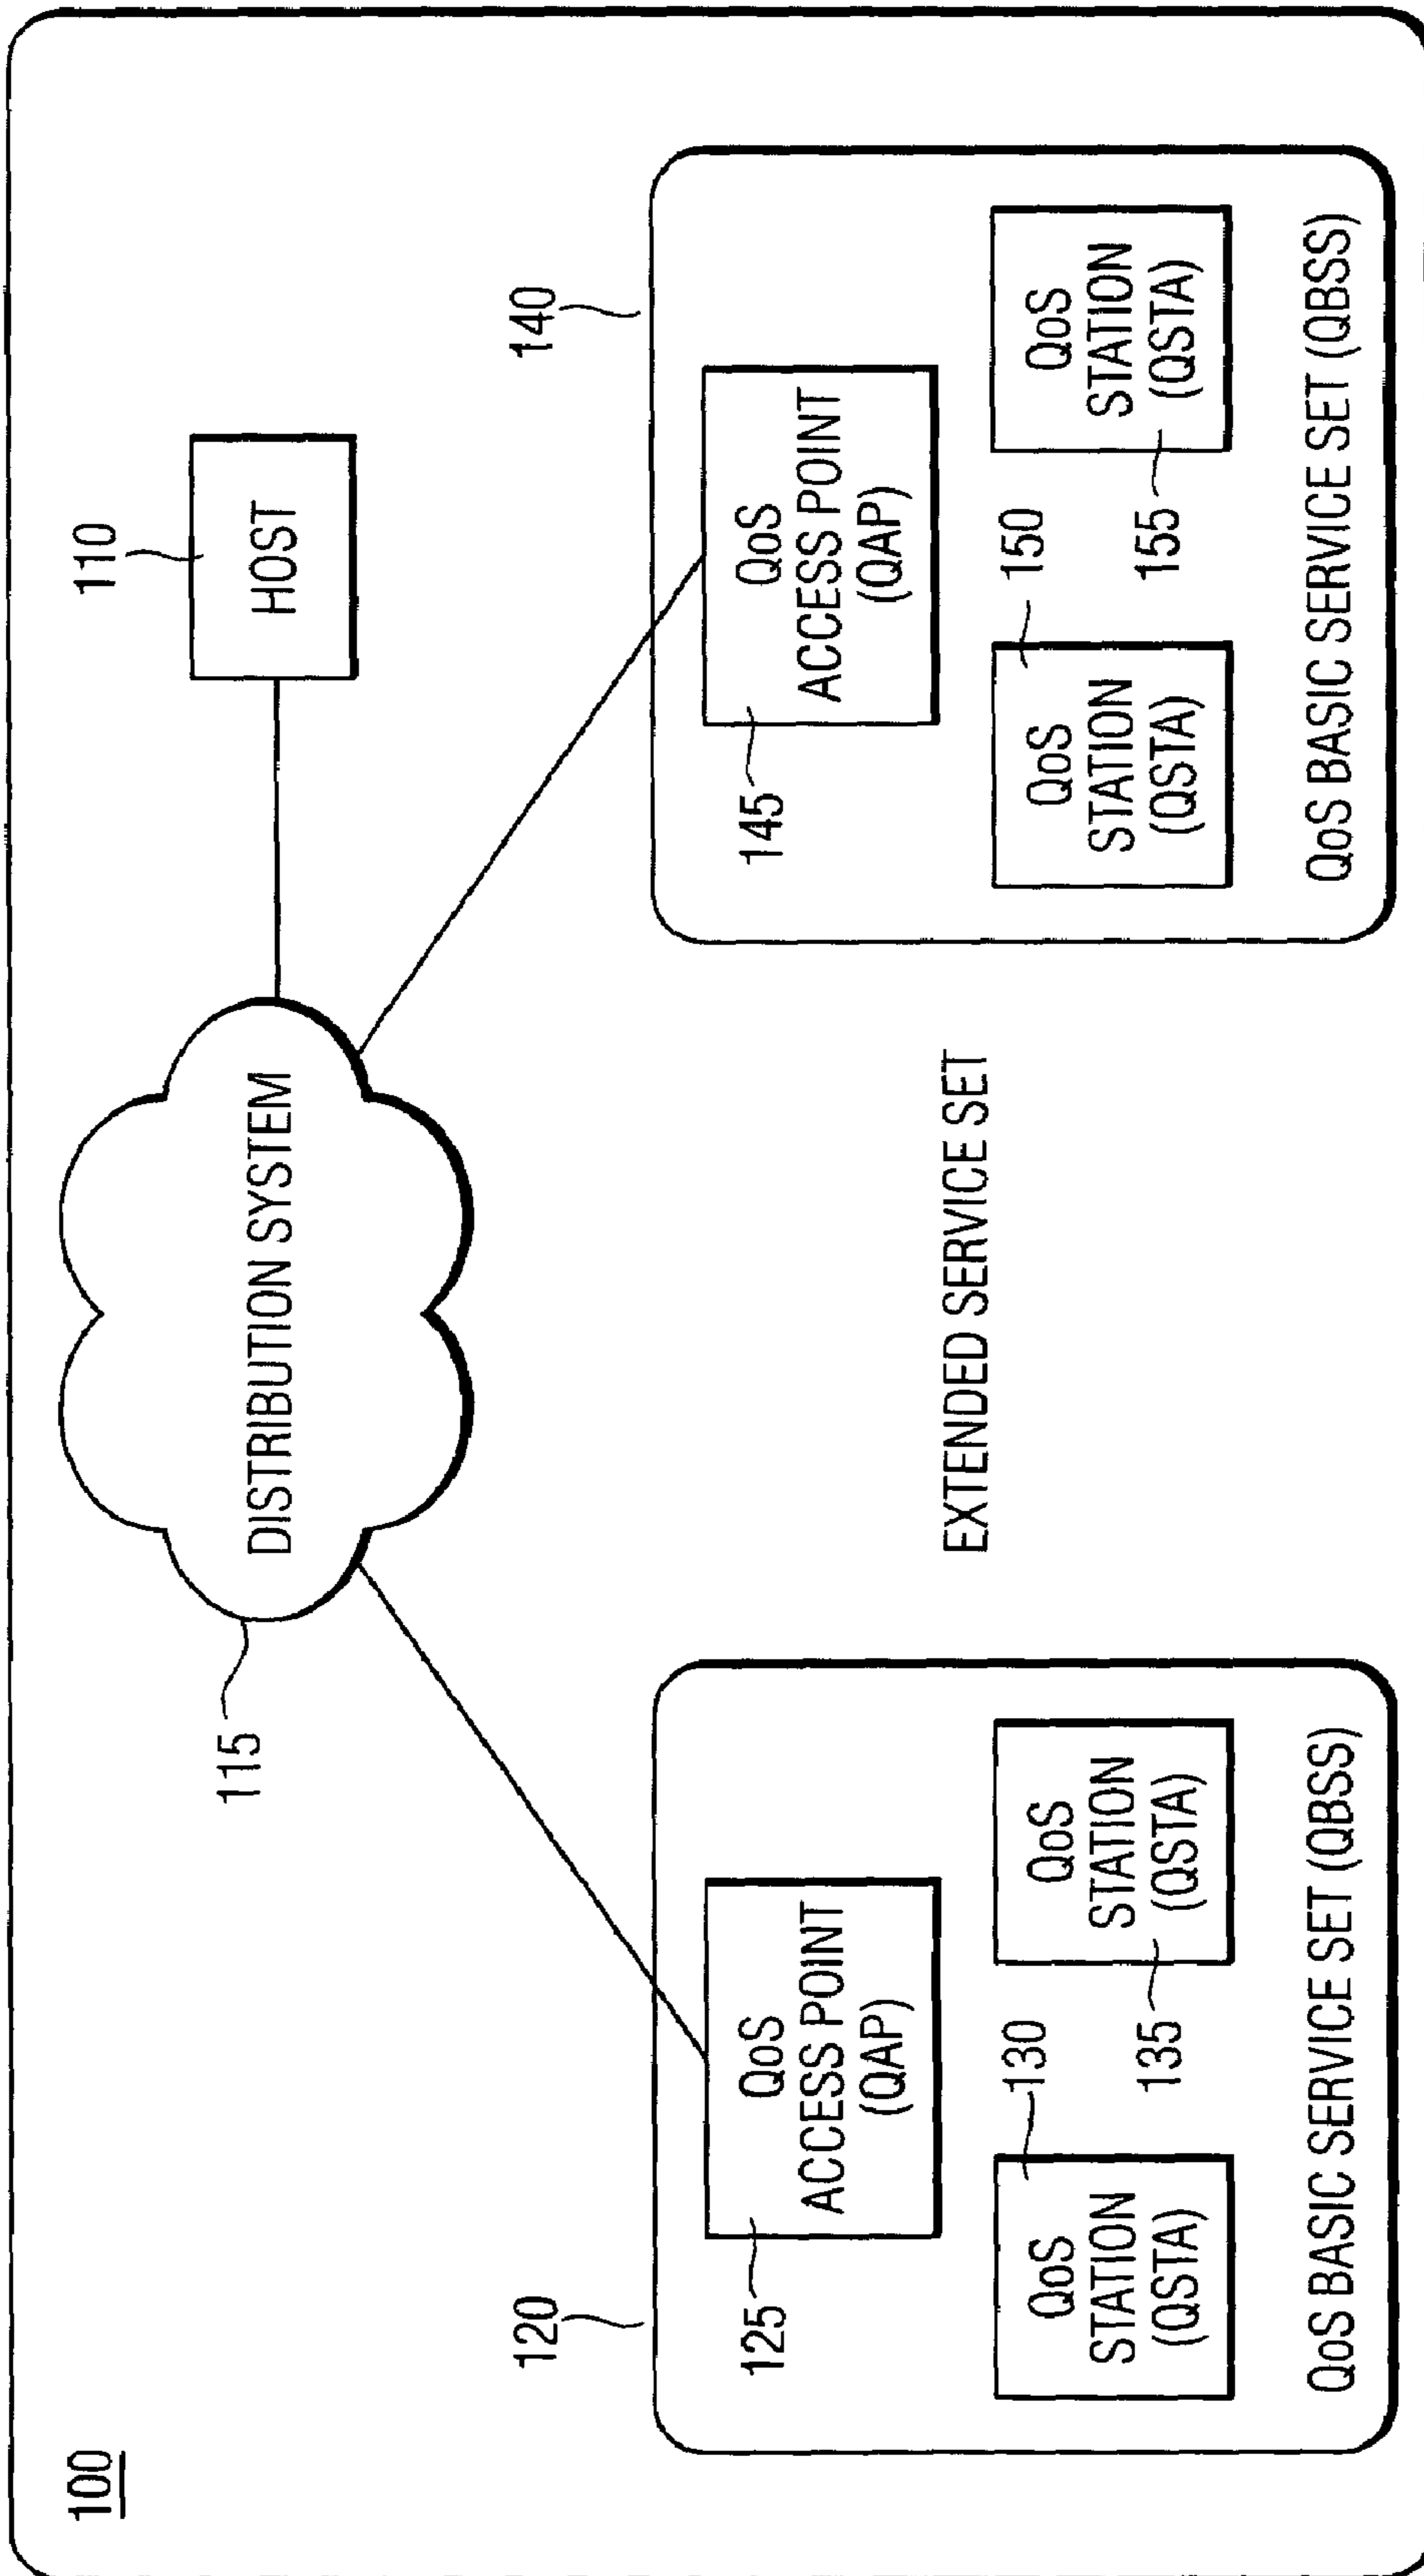 100
110
HOST
DISTRIBUTION SYSTEM
115
120
140
QoS
ACCESS POINT
(QAP)
125
QoS
STATION
(QSTA)
130
QoS
STATION
(QSTA)
135
QoS BASIC SERVICE SET (QBSS)
EXTENDED SERVICE SET
QoS
ACCESS POINT
(QAP)
145
QoS
STATION
(QSTA)
150
QoS
STATION
(QSTA)
155
QoS BASIC SERVICE SET (QBSS)